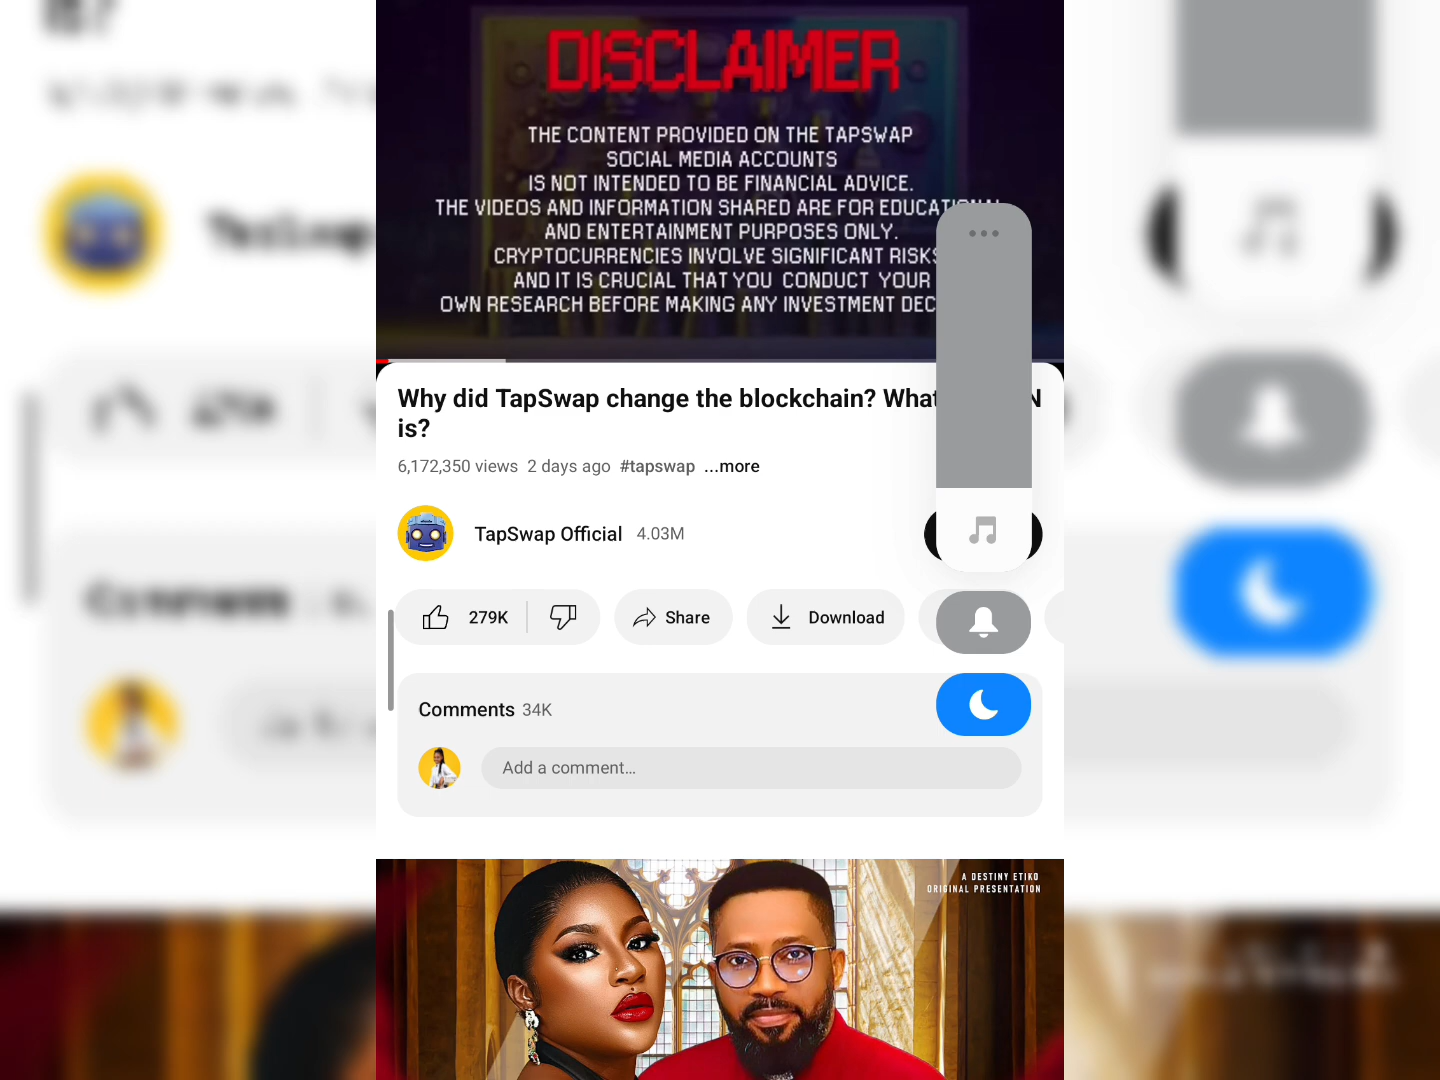 DISCLAIMER
THE CONTENT PROVIDED ON THE TAPSWAP
SOCIAL MEDIA ACCOUNTS
IS NOT INTENDED TO BE FINANCIAL ADVICE.
THE VIDEOS AND INFORMATION SHARED ARE FOR
AND ENTERTAINMENT PURPOSES ONLY.
CRYPTOCURRENCIES INVOLVE SIGNIFICANT RISKS
AND IT IS CRUCIAL THAT YOU CONDUCT YOUR
OWN RESEARCH BEFORE MAKING ANY INVESTMENT
Why did TapSwap change the blockchain? What
is?
6,172,350 views 2 days ago #tapswap ...more
TapSwap Official 4.03M
279K Share Download
Comments 34K
Add a comment...
A DESTINY ETIKO
ORIGINAL PRESENTATION